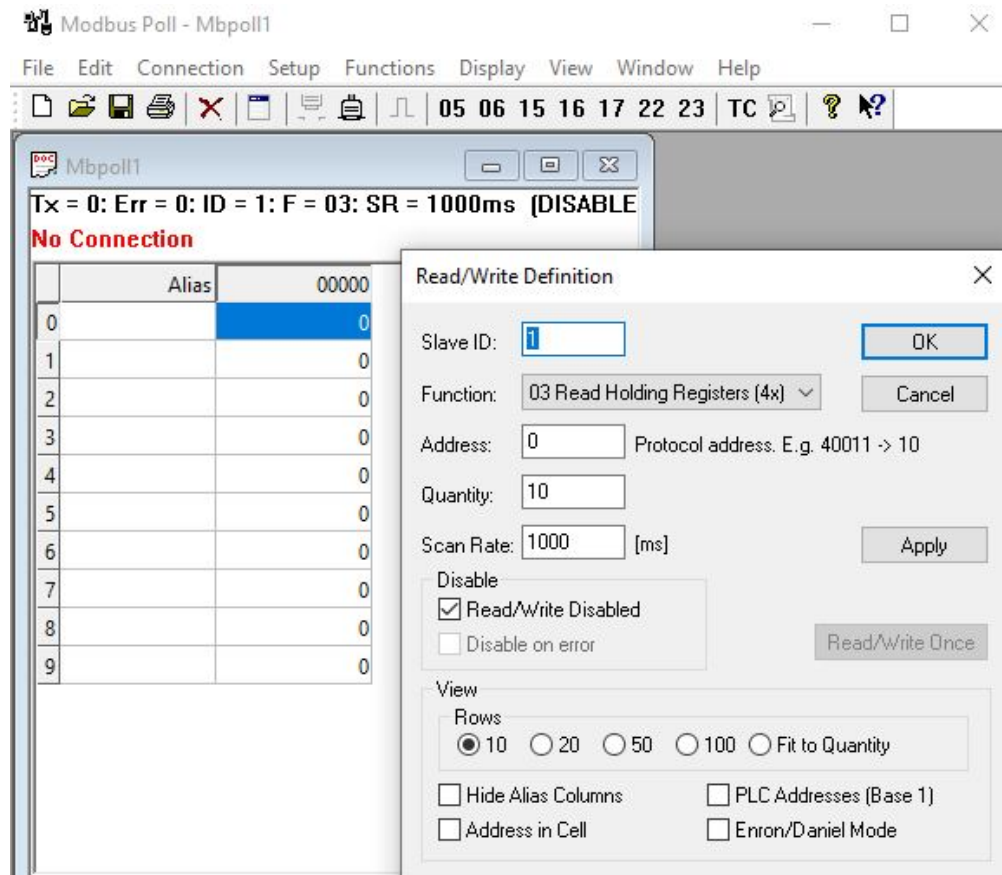 Modbus Poll - Mbpoll1
File Edit Connection Setup Functions Display View Window Help
05 06 15 16 17 22 23 TC
DOC Mbpoll1
Tx = 0: Err = 0: ID = 1: F = 03: SR = 1000ms (DISABLE
No Connection
Alias 00000
0 0
1 0
2 0
3 0
4 0
5 0
6 0
7 0
8 0
9 0
Read/Write Definition
Slave ID: 1 OK
Function: 03 Read Holding Registers (4x) Cancel
Address: 0 Protocol address. E.g. 40011 -> 10
Quantity: 10
Scan Rate: 1000 [ms] Apply
Disable
Read/Write Disabled
Disable on error Read/Write Once
View
Rows
10 20 50 100 Fit to Quantity
Hide Alias Columns PLC Addresses (Base 1)
Address in Cell Enron/Daniel Mode